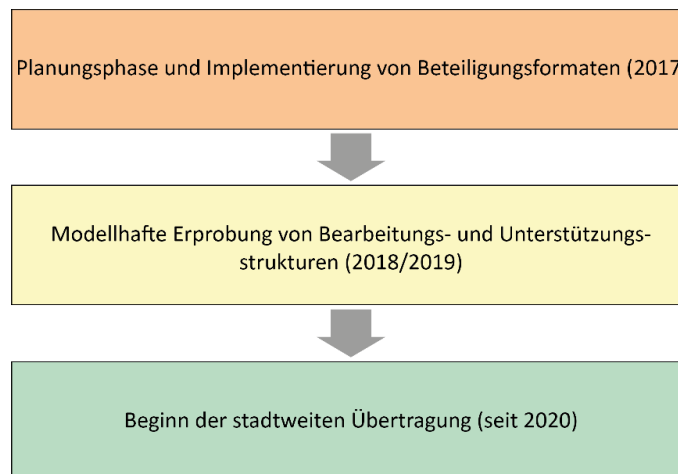 Planungsphase und Implementierung von Beteiligungsformaten (2017
Modellhafte Erprobung von Bearbeitungs- und Unterstützungs-
strukturen (2018/2019)
Beginn der stadtweiten Übertragung (seit 2020)